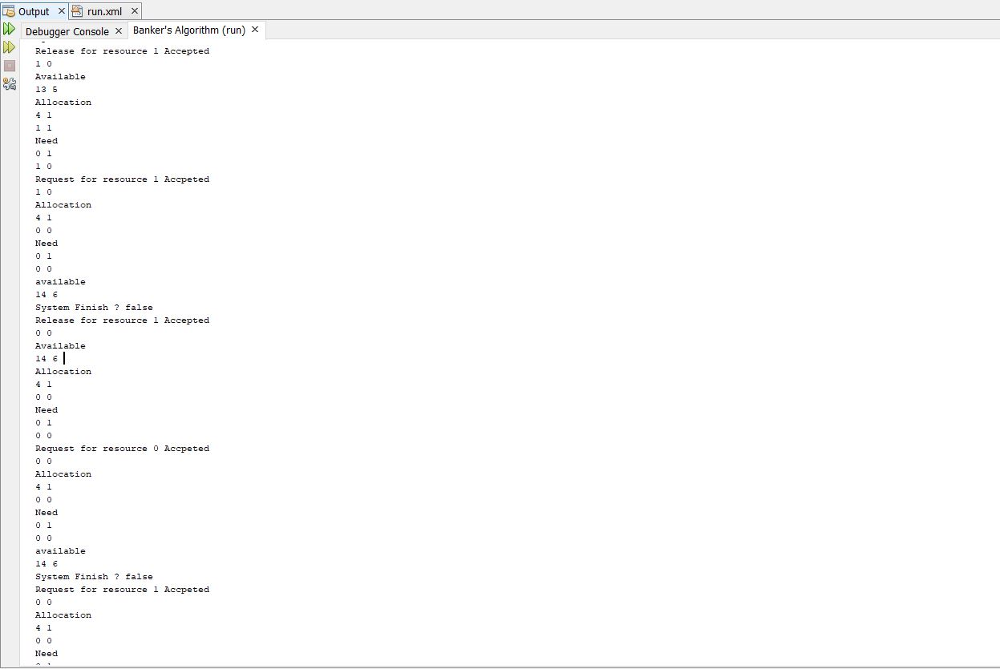 Output
run.xml
Debugger Console
Banker's Algorithm (run)
Release for resource 1 Accepted
1 0
Available
13 5
Allocation
4 1
1 1
Need
0 1
1 0
Request for resource 1 Accpeted
1 0
Allocation
4 1
0 0
Need
0 1
0 0
available
14 6
System Finish ? false
Release for resource 1 Accepted
0 0
Available
14 6
Allocation
4 1
0 0
Need
0 1
0 0
Request for resource 0 Accpeted
0 0
Allocation
4 1
0 0
Need
0 1
0 0
available
14 6
System Finish ? false
Request for resource 1 Accpeted
0 0
Allocation
4 1
0 0
Need